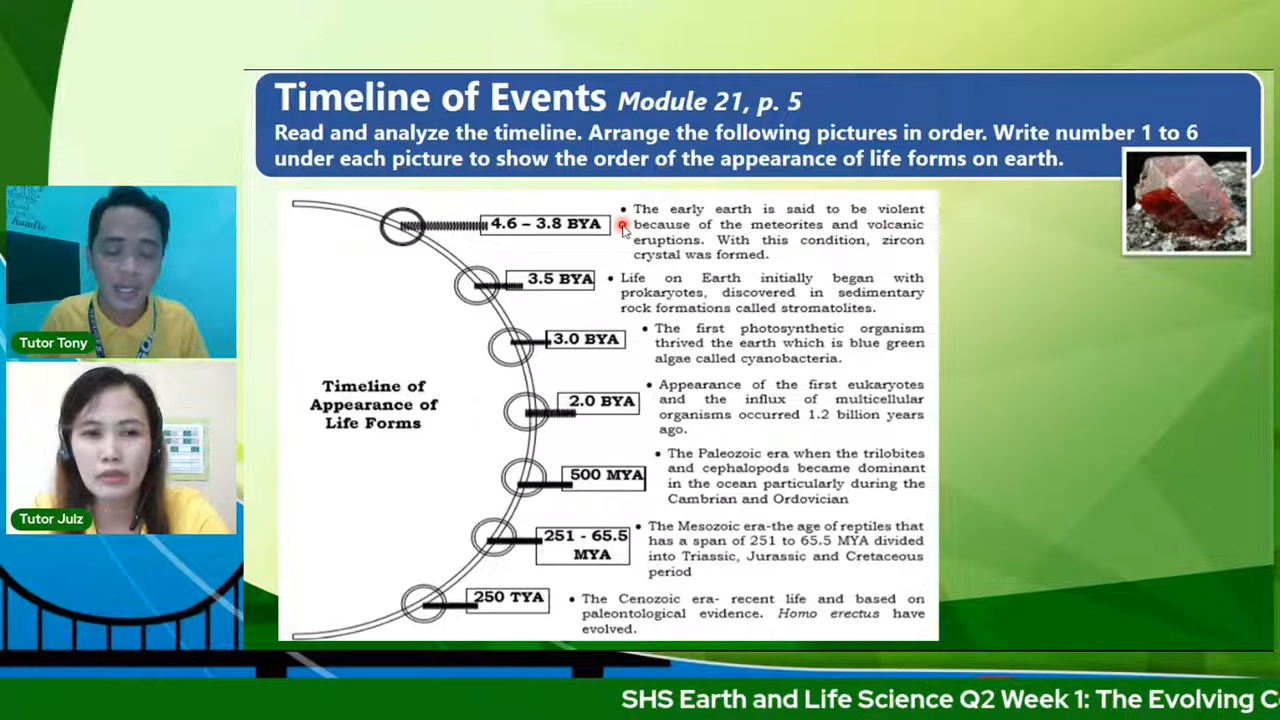 Timeline of Events Module 21, p. 5
Read and analyze the timeline. Arrange the following pictures in order. Write number 1 to 6
under each picture to show the order of the appearance of life forms on earth.
4.6 – 3.8 BYA
• The early earth is said to be violent
because of the meteorites and volcanic
eruptions. With this condition, zircon
crystal was formed.
3.5 BYA
• Life on Earth initially began with
prokaryotes, discovered in sedimentary
rock formations called stromatolites.
3.0 BYA
• The first photosynthetic organism
thrived the earth which is blue green
algae called cyanobacteria.
Timeline of
Appearance of
Life Forms
2.0 BYA
• Appearance of the first eukaryotes
and the influx of multicellular
organisms occurred 1.2 billion years
ago.
500 MYA
• The Paleozoic era when the trilobites
and cephalopods became dominant
in the ocean particularly during the
Cambrian and Ordovician
251 - 65.5
MYA
• The Mesozoic era-the age of reptiles that
has a span of 251 to 65.5 MYA divided
into Triassic, Jurassic and Cretaceous
period
250 TYA
• The Cenozoic era- recent life and based on
paleontological evidence. Homo erectus have
evolved.
Tutor Tony
Tutor Julz
SHS Earth and Life Science Q2 Week 1: The Evolving C